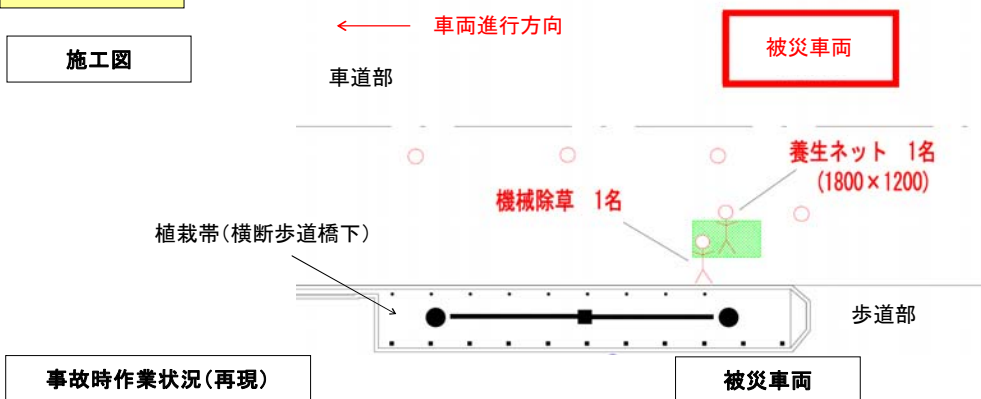 車両進行方向
被災車両
施工図
車道部
養生ネット 1名
(1800×1200)
機械除草 1名
植栽帯(横断歩道橋下)
歩道部
事故時作業状況(再現)
被災車両